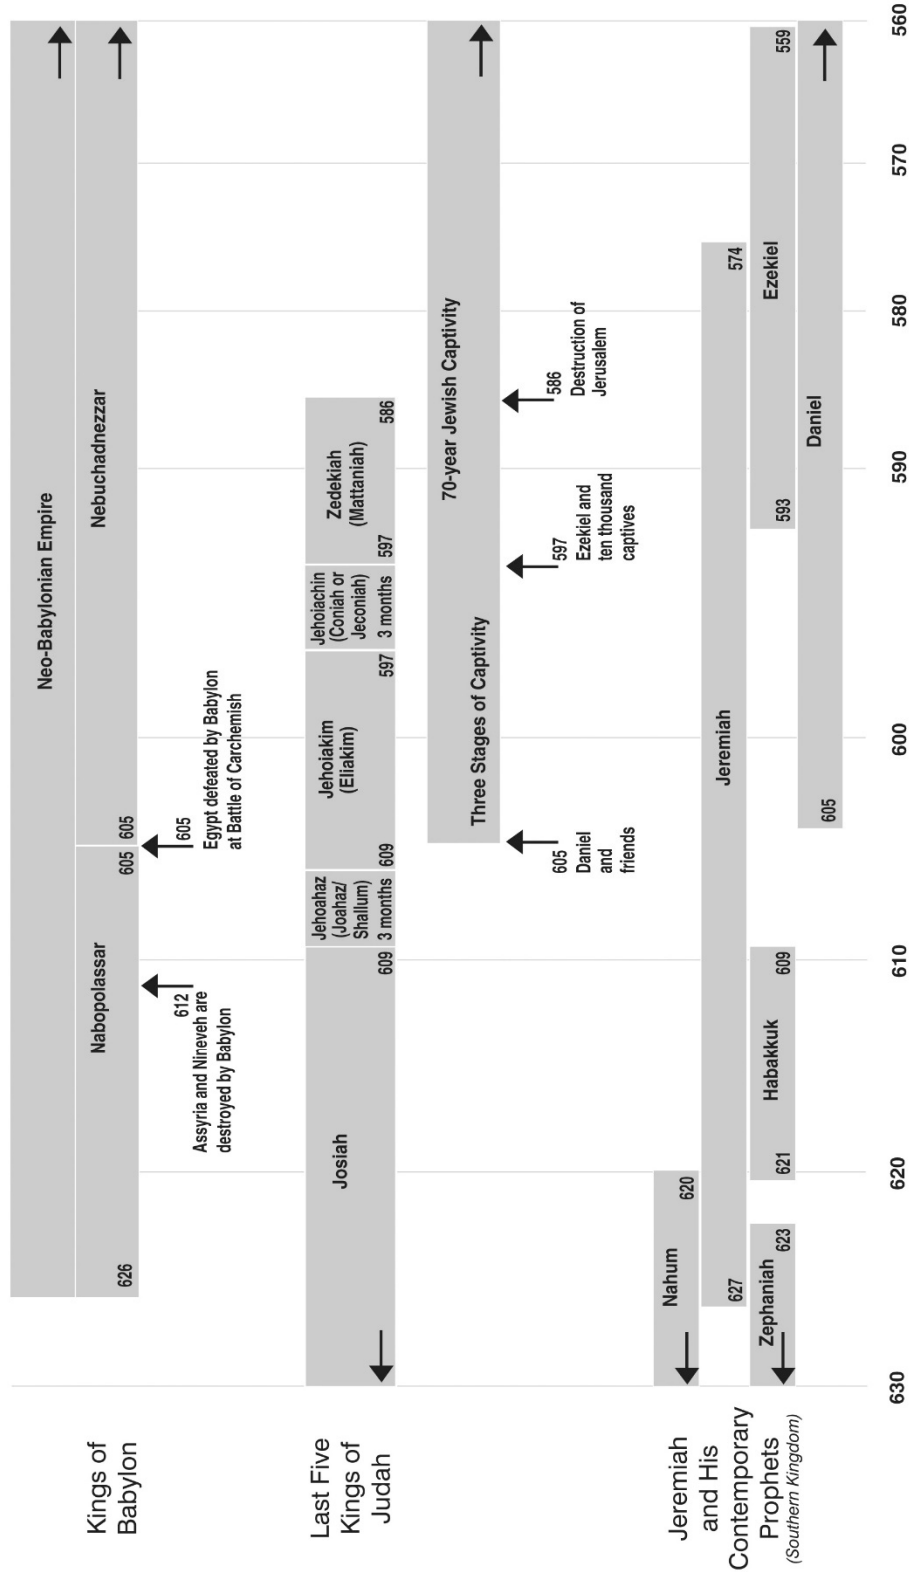 Kings of
Babylon
Neo-Babylonian Empire
626
Nabopolassar
605
605
Nebuchadnezzar
612
Assyria and Nineveh are
destroyed by Babylon
605
Egypt defeated by Babylon
at Battle of Carchemish
Last Five
Kings of
Judah
Josiah
609
Jehoahaz
(Joahaz/
Shallum)
3 months
609
Jehoiakim
(Eliakim)
597
Jehoiachin
(Coniah or
Jeconiah)
3 months
597
Zedekiah
(Mattaniah)
586
Three Stages of Captivity
70-year Jewish Captivity
605
Daniel
and
friends
597
Ezekiel and
ten thousand
captives
586
Destruction of
Jerusalem
Jeremiah
and His
Contemporary
Prophets
(Southern Kingdom)
Nahum
620
627
Jeremiah
574
Zephaniah
623
621
Habakkuk
609
593
Ezekiel
559
605
Daniel
630
620
610
600
590
580
570
560